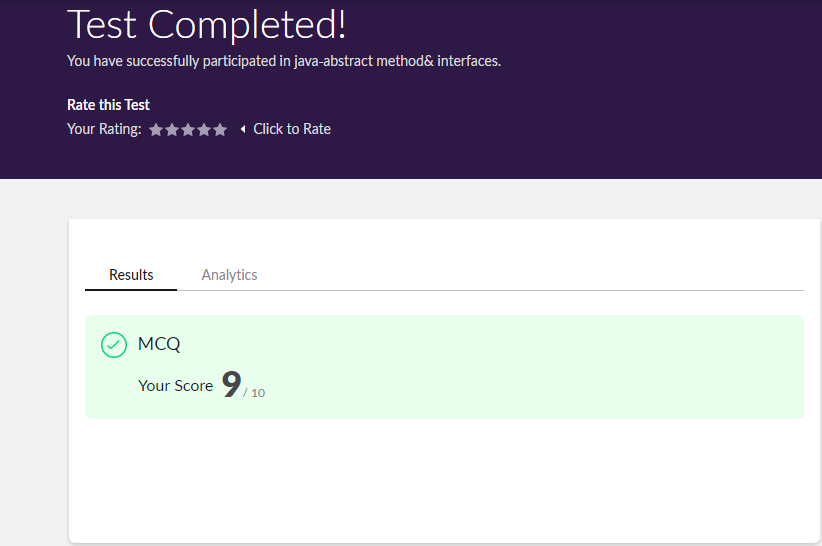 Test Completed!
You have successfully participated in java-abstract method& interfaces.
Rate this Test
Your Rating: Click to Rate
Results Analytics
MCQ
Your Score 9 / 10